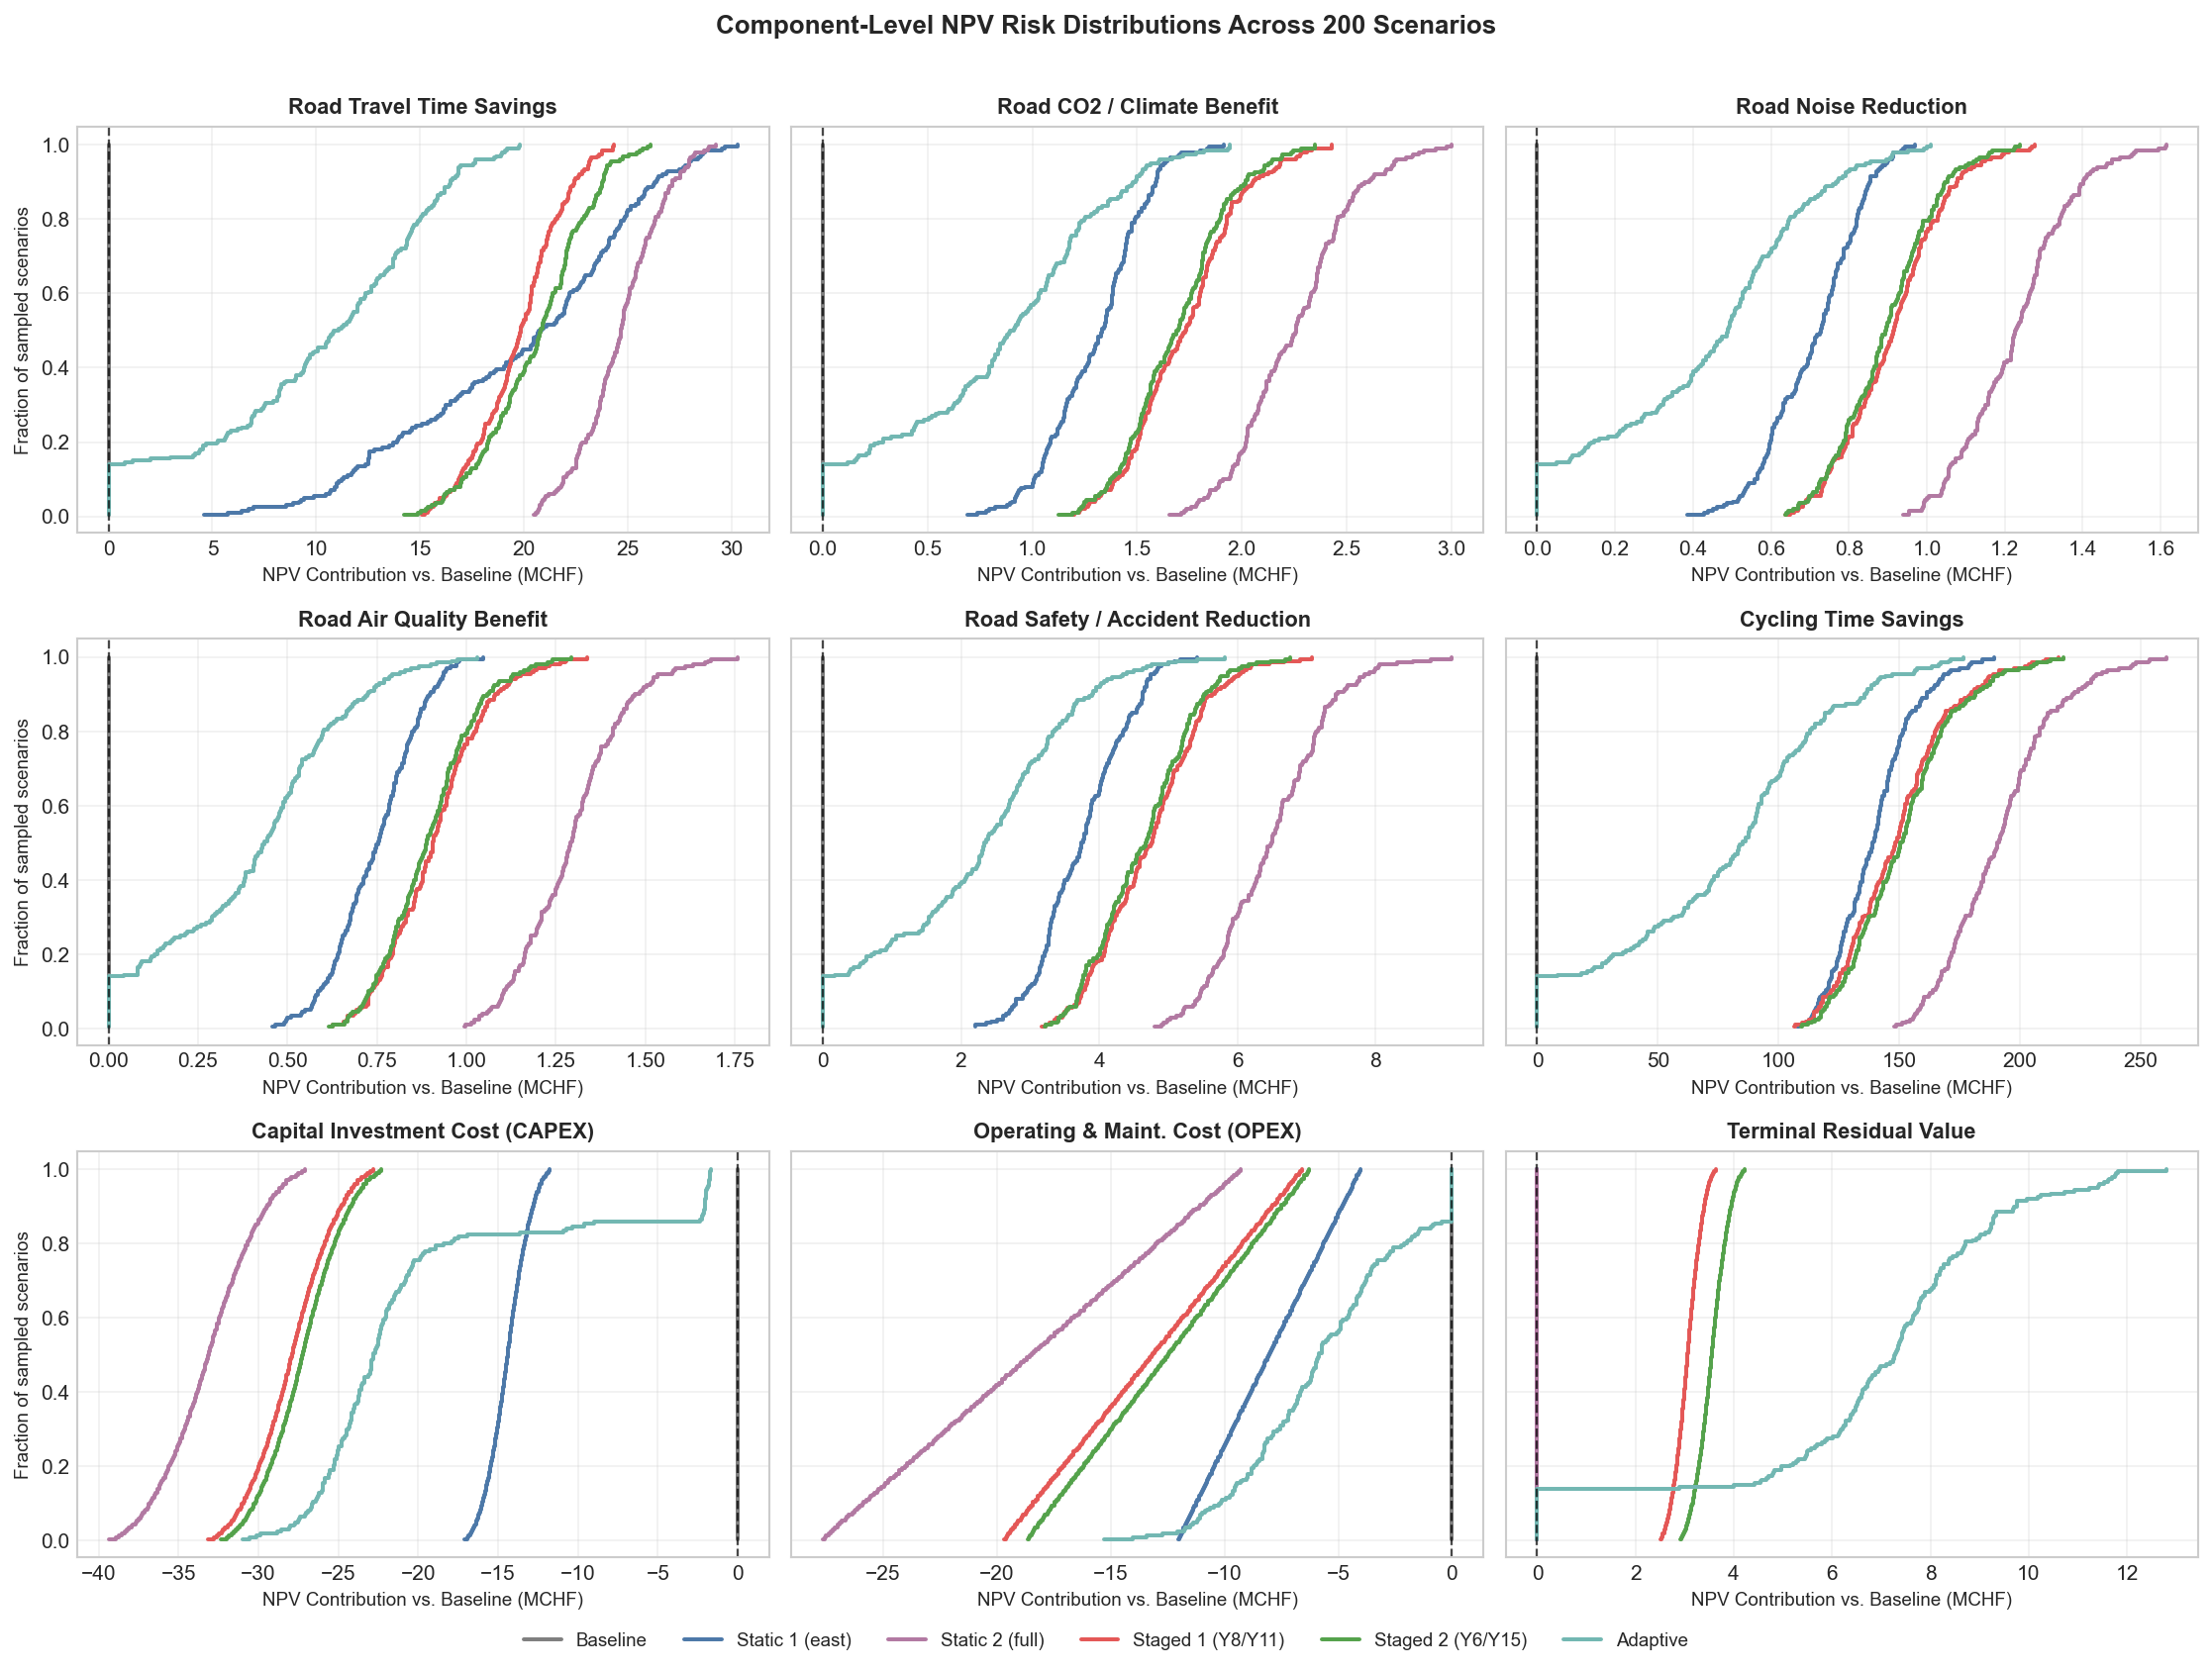 Component-Level NPV Risk Distributions Across 200 Scenarios
Road Travel Time Savings
Road CO2 / Climate Benefit
Road Noise Reduction
Fraction of sampled scenarios
1.0
0.8
0.6
0.4
0.2
0.0
0 5 10 15 20 25 30
0.0 0.5 1.0 1.5 2.0 2.5 3.0
0.0 0.2 0.4 0.6 0.8 1.0 1.2 1.4 1.6
NPV Contribution vs. Baseline (MCHF)
NPV Contribution vs. Baseline (MCHF)
NPV Contribution vs. Baseline (MCHF)
Road Air Quality Benefit
Road Safety / Accident Reduction
Cycling Time Savings
Fraction of sampled scenarios
1.0
0.8
0.6
0.4
0.2
0.0
0.00 0.25 0.50 0.75 1.00 1.25 1.50 1.75
0 2 4 6 8
0 50 100 150 200 250
NPV Contribution vs. Baseline (MCHF)
NPV Contribution vs. Baseline (MCHF)
NPV Contribution vs. Baseline (MCHF)
Capital Investment Cost (CAPEX)
Operating & Maint. Cost (OPEX)
Terminal Residual Value
Fraction of sampled scenarios
1.0
0.8
0.6
0.4
0.2
0.0
−40 −35 −30 −25 −20 −15 −10 −5 0
−25 −20 −15 −10 −5 0
0 2 4 6 8 10 12
NPV Contribution vs. Baseline (MCHF)
NPV Contribution vs. Baseline (MCHF)
NPV Contribution vs. Baseline (MCHF)
Baseline
Static 1 (east)
Static 2 (full)
Staged 1 (Y8/Y11)
Staged 2 (Y6/Y15)
Adaptive